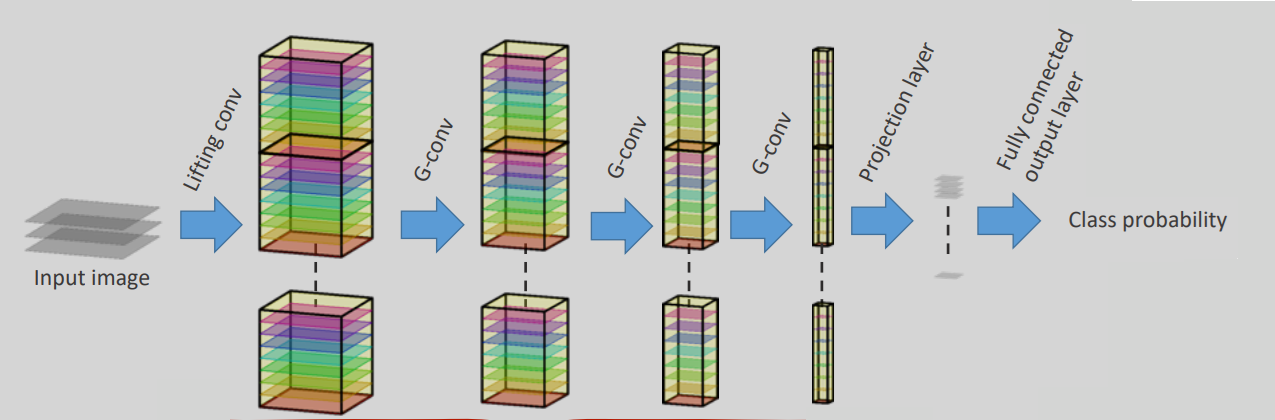 Input image
Lifting conv
G-conv
G-conv
G-conv
Projection layer
Fully connected
output layer
Class probability